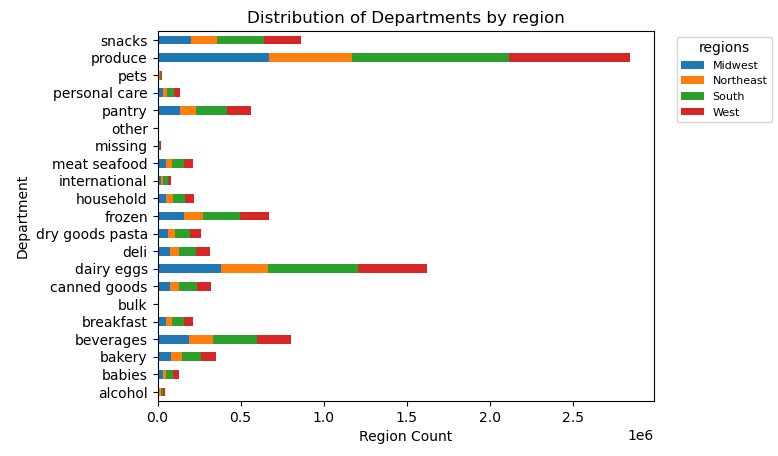 Distribution of Departments by region
snacks
produce
pets
personal care
pantry
other
missing
meat seafood
international
household
frozen
dry goods pasta
deli
dairy eggs
canned goods
bulk
breakfast
beverages
bakery
babies
alcohol
Department
0.0 0.5 1.0 1.5 2.0 2.5
1e6
Region Count
regions
Midwest
Northeast
South
West